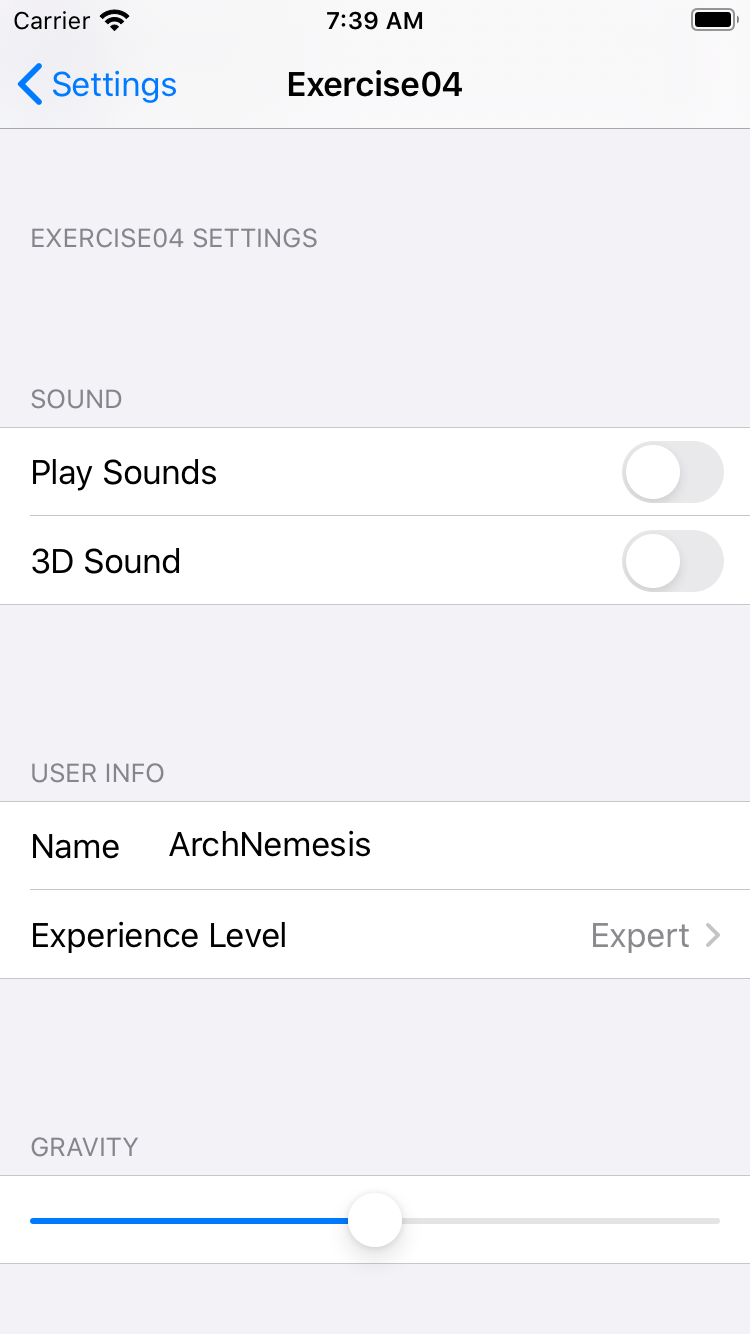 Carrier 7:39 AM
Settings Exercise04
EXERCISE04 SETTINGS
SOUND
Play Sounds
3D Sound
USER INFO
Name ArchNemesis
Experience Level Expert
GRAVITY